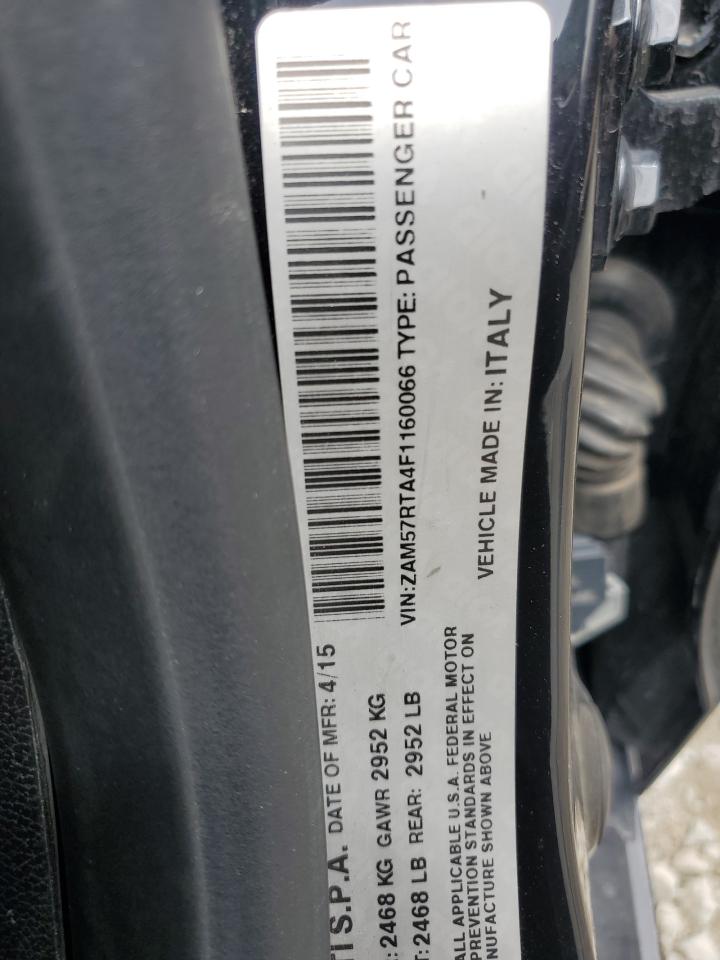 S.P.A. DATE OF MFR: 4/15
2468 KG GAWR 2952 KG
: 2468 LB REAR: 2952 LB
VIN:ZAM57RTA4F1160066 TYPE: PASSENGER CAR
ALL APPLICABLE U.S.A. FEDERAL MOTOR
PREVENTION STANDARDS IN EFFECT ON
SHOWN ABOVE
VEHICLE MADE IN: ITALY